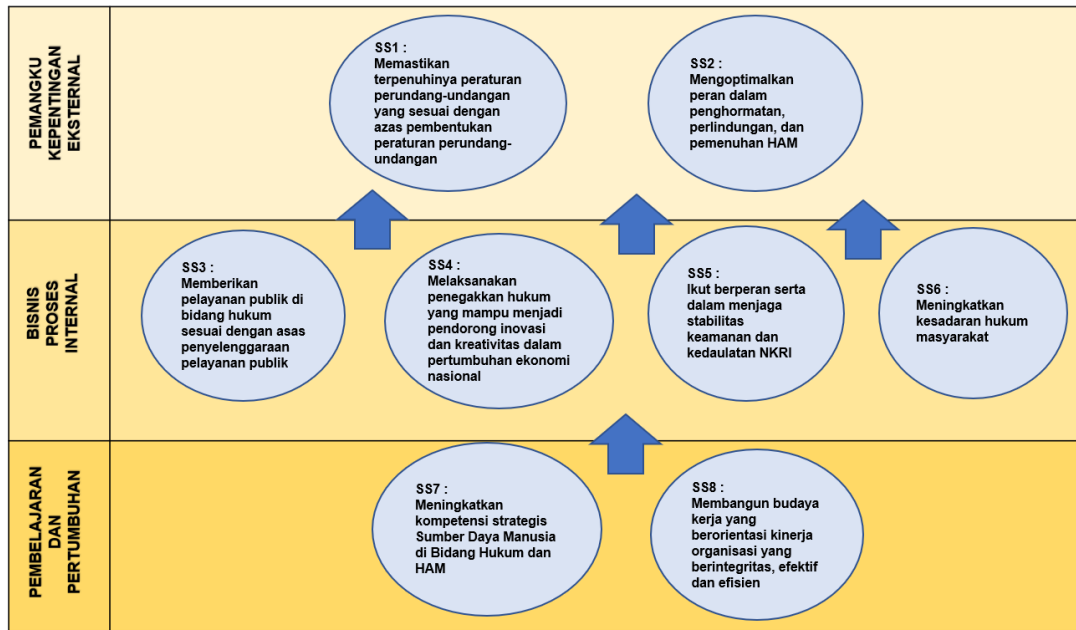 PEMANGKU
KEPENTINGAN
EKSTERNAL
SS1 :
Memastikan
terpenuhinya peraturan
perundang-undangan
yang sesuai dengan
azas pembentukan
peraturan perundang-
undangan
SS2 :
Mengoptimalkan
peran dalam
penghormatan,
perlindungan, dan
pemenuhan HAM
BISNIS
PROSES
INTERNAL
SS3 :
Memberikan
pelayanan publik di
bidang hukum
sesuai dengan asas
penyelenggaraan
pelayanan publik
SS4 :
Melaksanakan
penegakkan hukum
yang mampu menjadi
pendorong inovasi
dan kreativitas dalam
pertumbuhan ekonomi
nasional
SS5 :
Ikut berperan serta
dalam menjaga
stabilitas
keamanan dan
kedaulatan NKRI
SS6 :
Meningkatkan
kesadaran hukum
masyarakat
PEMBELAJARAN
DAN
PERTUMBUHAN
SS7 :
Meningkatkan
kompetensi strategis
Sumber Daya Manusia
di Bidang Hukum dan
HAM
SS8 :
Membangun budaya
kerja yang
berorientasi kinerja
organisasi yang
berintegritas, efektif
dan efisien